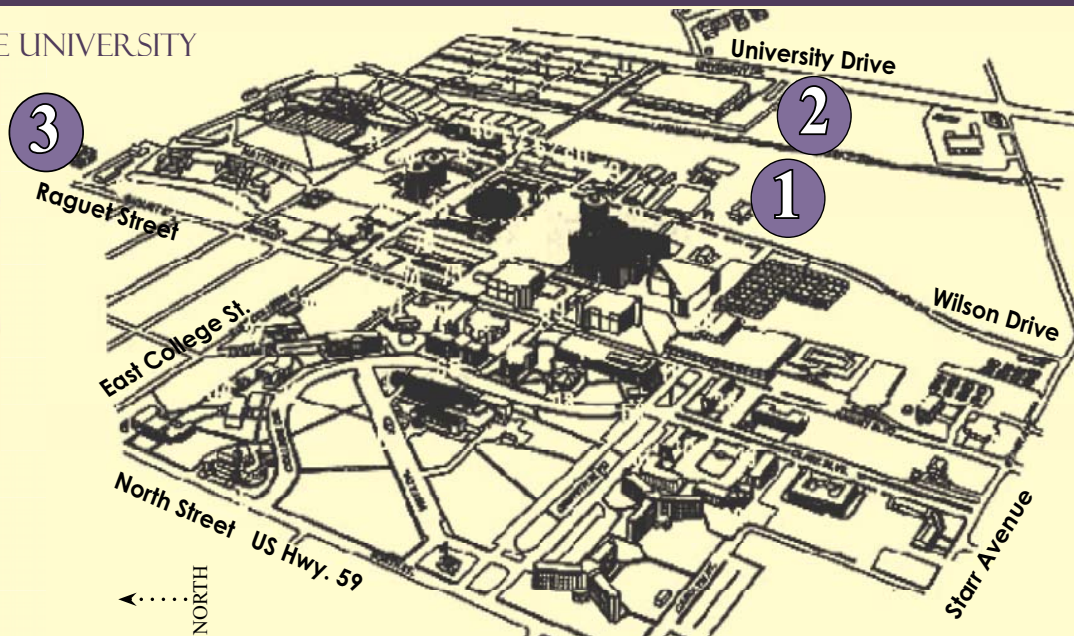 E UNIVERSITY
University Drive
2
3
1
Raguet Street
Wilson Drive
East College St.
North Street US Hwy. 59
Starr Avenue
NORTH